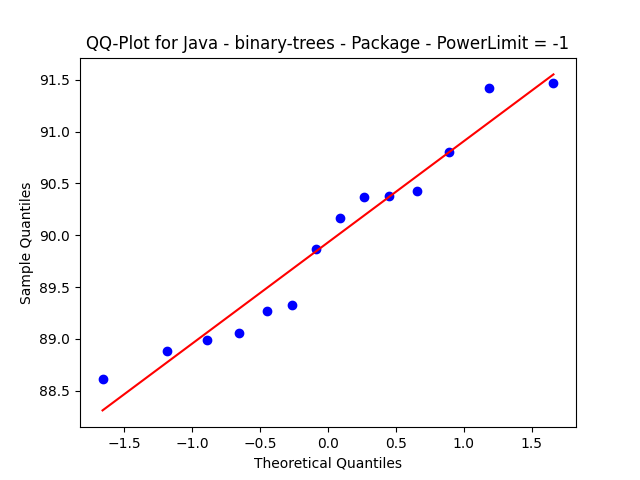 QQ-Plot for Java - binary-trees - Package - PowerLimit = -1
91.5
91.0
90.5
90.0
89.5
89.0
88.5
Sample Quantiles
−1.5 −1.0 −0.5 0.0 0.5 1.0 1.5
Theoretical Quantiles